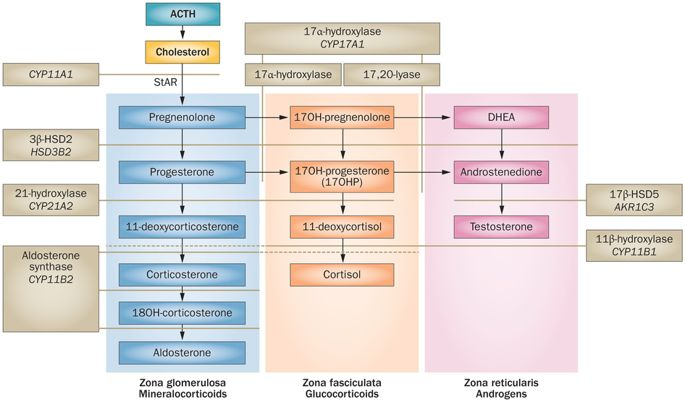 ACTH
Cholesterol
17α-hydroxylase
CYP17A1
CYP11A1
StAR
17α-hydroxylase
17,20-lyase
Pregnenolone
17OH-pregnenolone
DHEA
3β-HSD2
HSD3B2
Progesterone
17OH-progesterone
(17OHP)
Androstenedione
21-hydroxylase
CYP21A2
17β-HSD5
AKR1C3
11-deoxycorticosterone
11-deoxycortisol
Testosterone
11β-hydroxylase
CYP11B1
Aldosterone
synthase
CYP11B2
Corticosterone
Cortisol
18OH-corticosterone
Aldosterone
Zona glomerulosa
Mineralocorticoids
Zona fasciculata
Glucocorticoids
Zona reticularis
Androgens